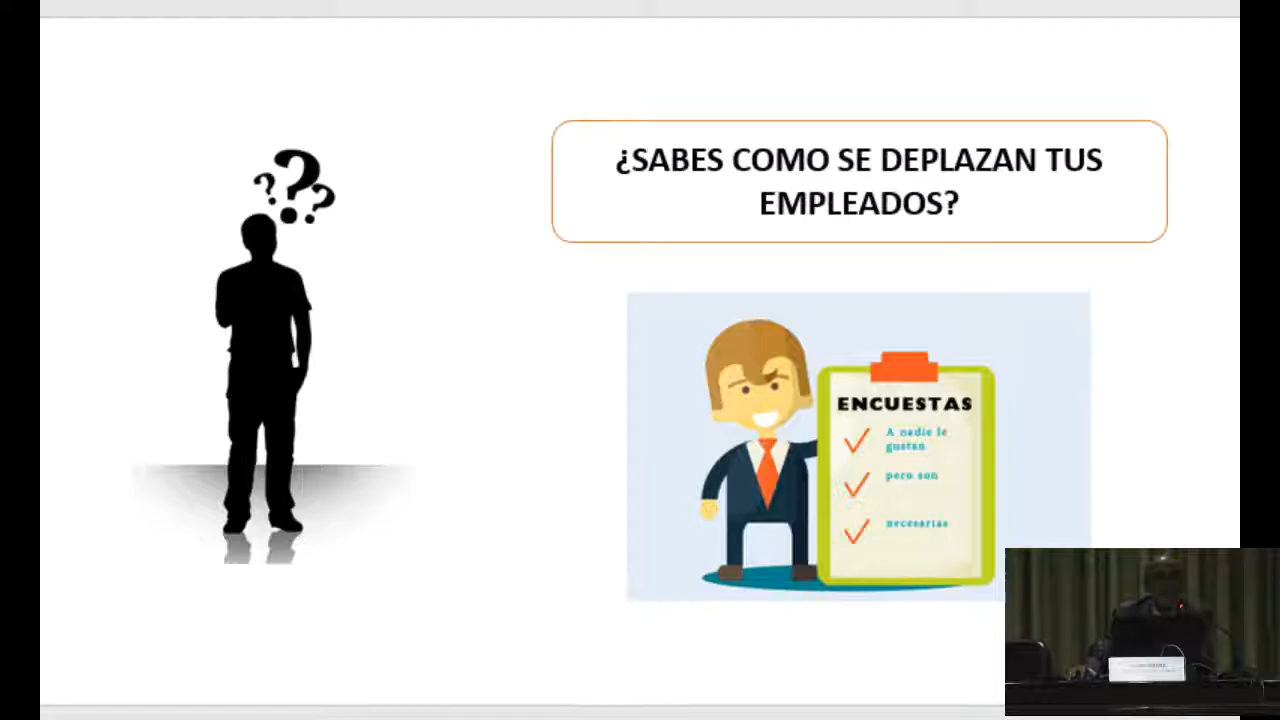 ¿SABES COMO SE DEPLAZAN TUS
EMPLEADOS?
ENCUESTAS
A nadie le
gustan
pero son
necesarias